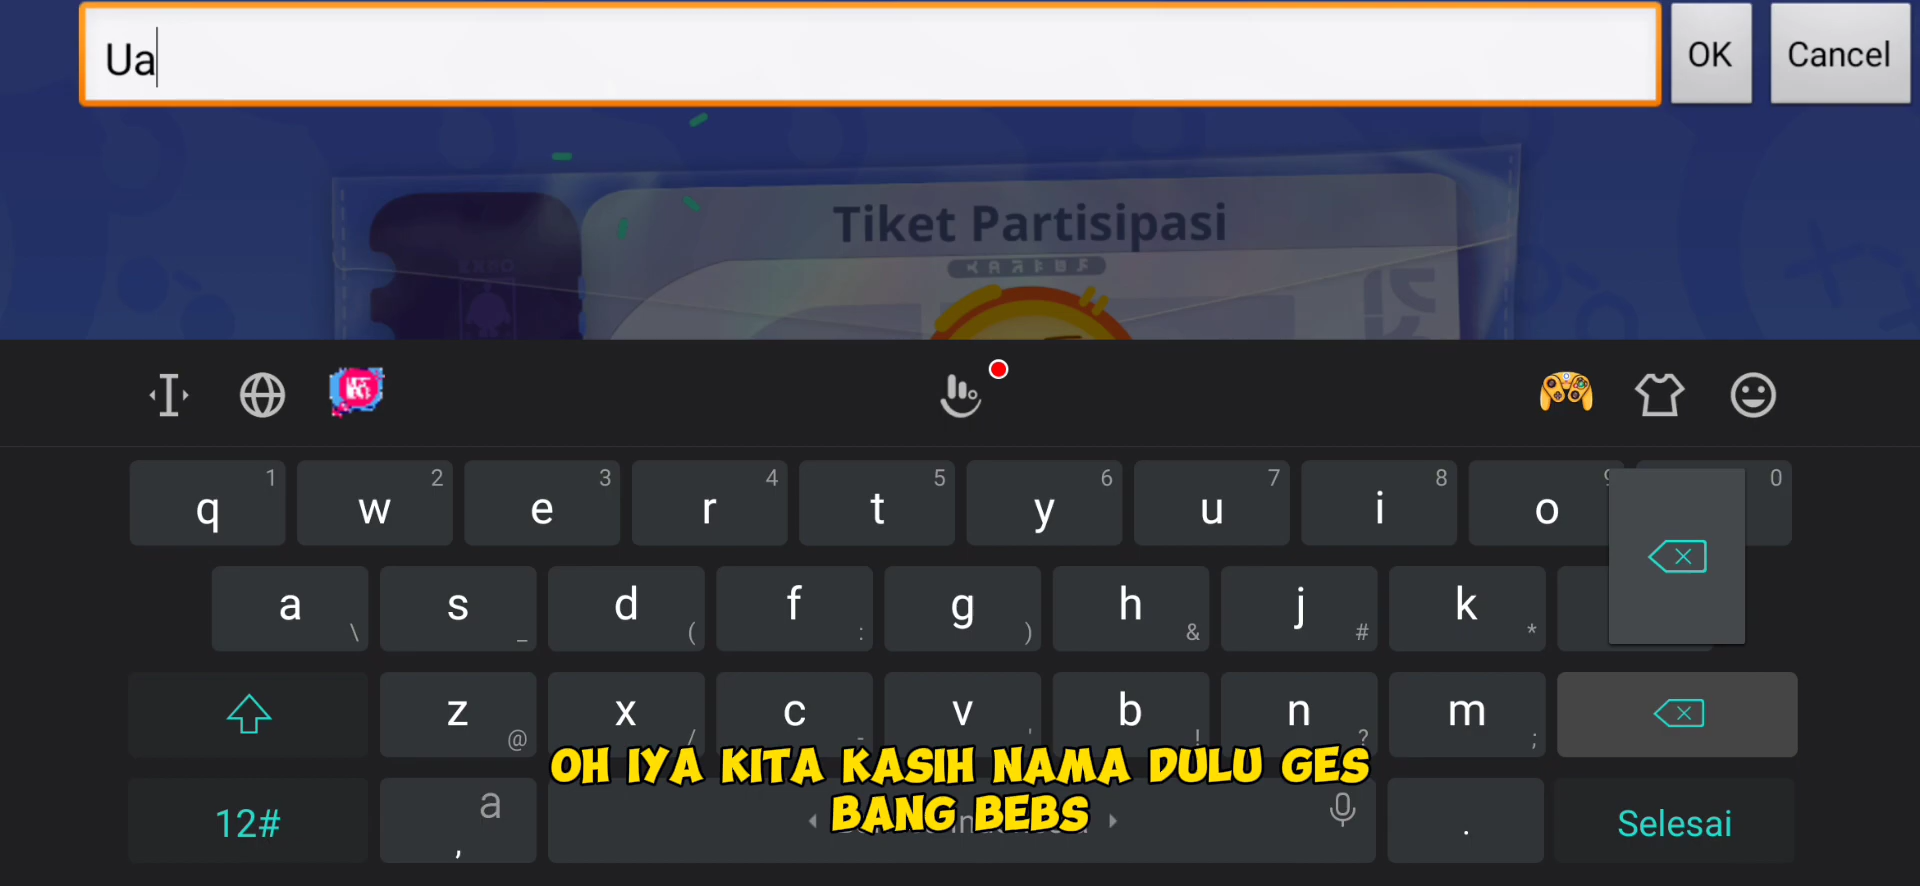 Ua
OK
Cancel
Tiket Partisipasi
q 1 w 2 e 3 r 4 t 5 y 6 u 7 i 8 o 0
a \ s _ d ( f : g ) h & j # k *
z @ x / c - v ' b ! n ? m ;
OH IYA KITA KASIH NAMA DULU GES
BANG BEBS
12# a , . Selesai